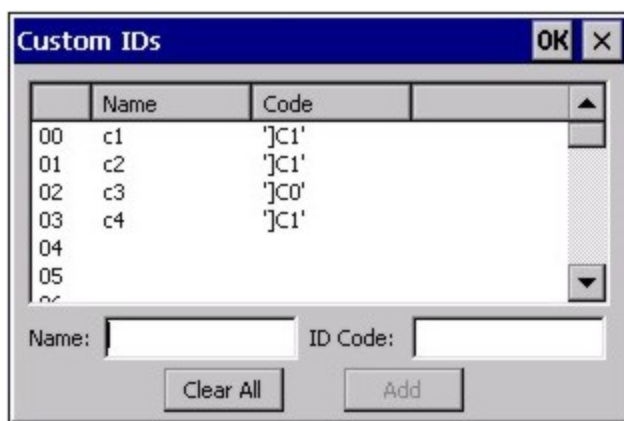 Custom IDs OK ×
Name Code
00 c1 ']C1'
01 c2 ']C1'
02 c3 ']C0'
03 c4 ']C1'
04
05
Name: ID Code:
Clear All Add